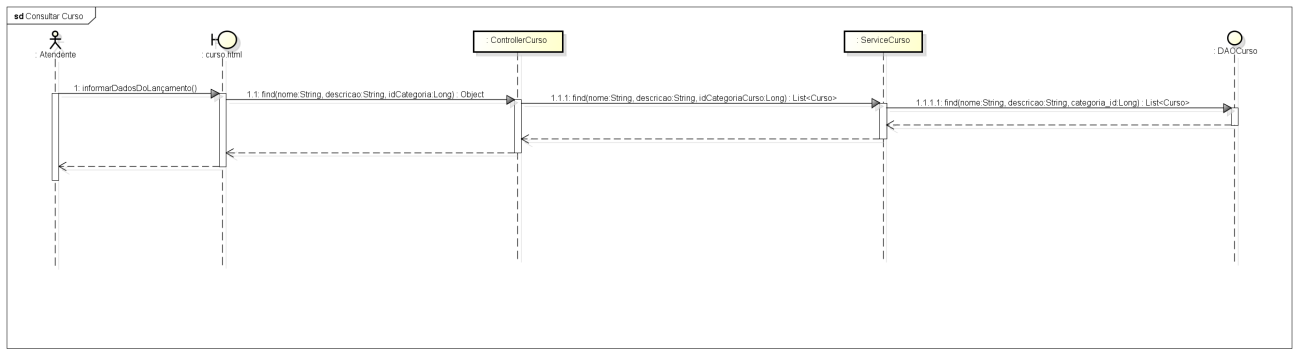 sd Consultar Curso
: Atendente
: curso.html
: ControllerCurso
: ServiceCurso
: DAOCurso
1: informarDadosDoLançamento()
1.1: find(nome:String, descricao:String, idCategoria:Long) : Object
1.1.1: find(nome:String, descricao:String, idCategoriaCurso:Long) : List<Curso>
1.1.1.1: find(nome:String, descricao:String, categoria_id:Long) : List<Curso>